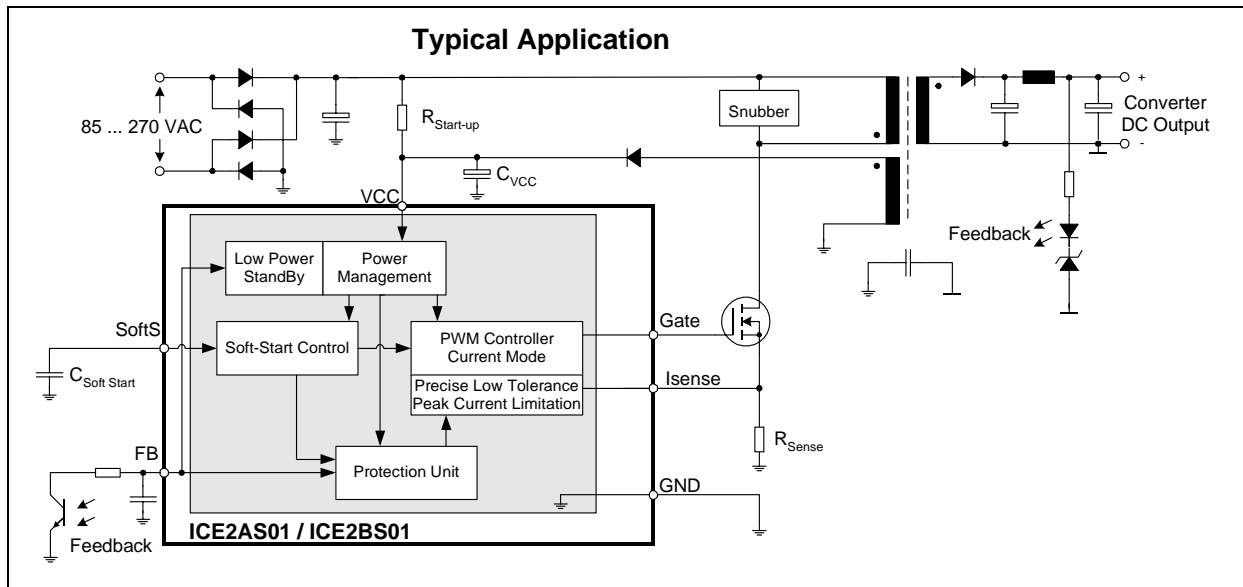 Typical Application
85 ... 270 VAC
RStart-up
Snubber
+
Converter
DC Output
-
CVCC
VCC
Low Power
StandBy
Power
Management
Feedback
SoftS
Soft-Start Control
PWM Controller
Current Mode
Gate
CSoft Start
Precise Low Tolerance
Peak Current Limitation
Isense
RSense
FB
Protection Unit
GND
Feedback
ICE2AS01 / ICE2BS01